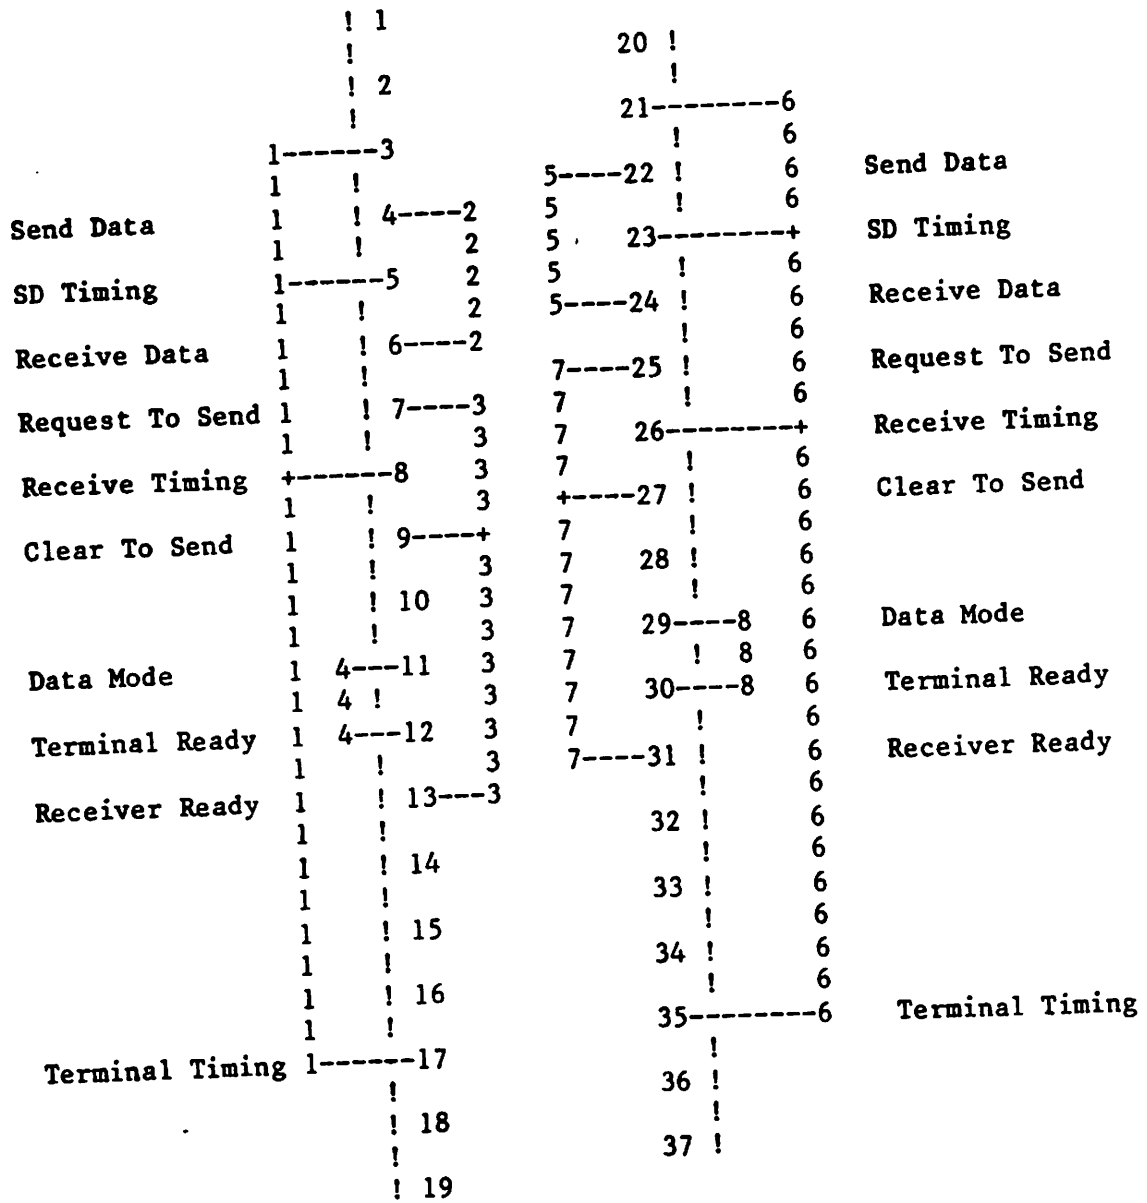 ! 1
! 20 !
! 2 !
! 21--------6
1------3 ! 6
1 ! 5----22 ! 6 Send Data
Send Data 1 ! 4----2 5 ! 6
1 ! 2 5 23--------+ SD Timing
SD Timing 1------5 2 5 ! 6
1 ! 2 5----24 ! 6 Receive Data
Receive Data 1 ! 6----2 ! 6
1 ! 7----25 ! 6 Request To Send
Request To Send 1 ! 7----3 7 ! 6
1 ! 3 7 26--------+ Receive Timing
Receive Timing +------8 3 7 ! 6
1 ! 3 +----27 ! 6 Clear To Send
Clear To Send 1 ! 9----+ 7 ! 6
1 ! 3 7 28 ! 6
1 ! 10 3 7 ! 6
1 ! 3 7 29----8 6 Data Mode
Data Mode 1 4---11 3 7 ! 8 6
1 4 ! 3 7 30----8 6 Terminal Ready
Terminal Ready 1 4---12 3 7 ! 6
1 ! 3 7----31 ! 6 Receiver Ready
Receiver Ready 1 ! 13---3 ! 6
1 ! 32 ! 6
1 ! 14 ! 6
1 ! 33 ! 6
1 ! 15 ! 6
1 ! 34 ! 6
1 ! 16 ! 6
1 ! 35--------6 Terminal Timing
Terminal Timing 1------17 !
! 36 !
! 18 !
! 37 !
! 19